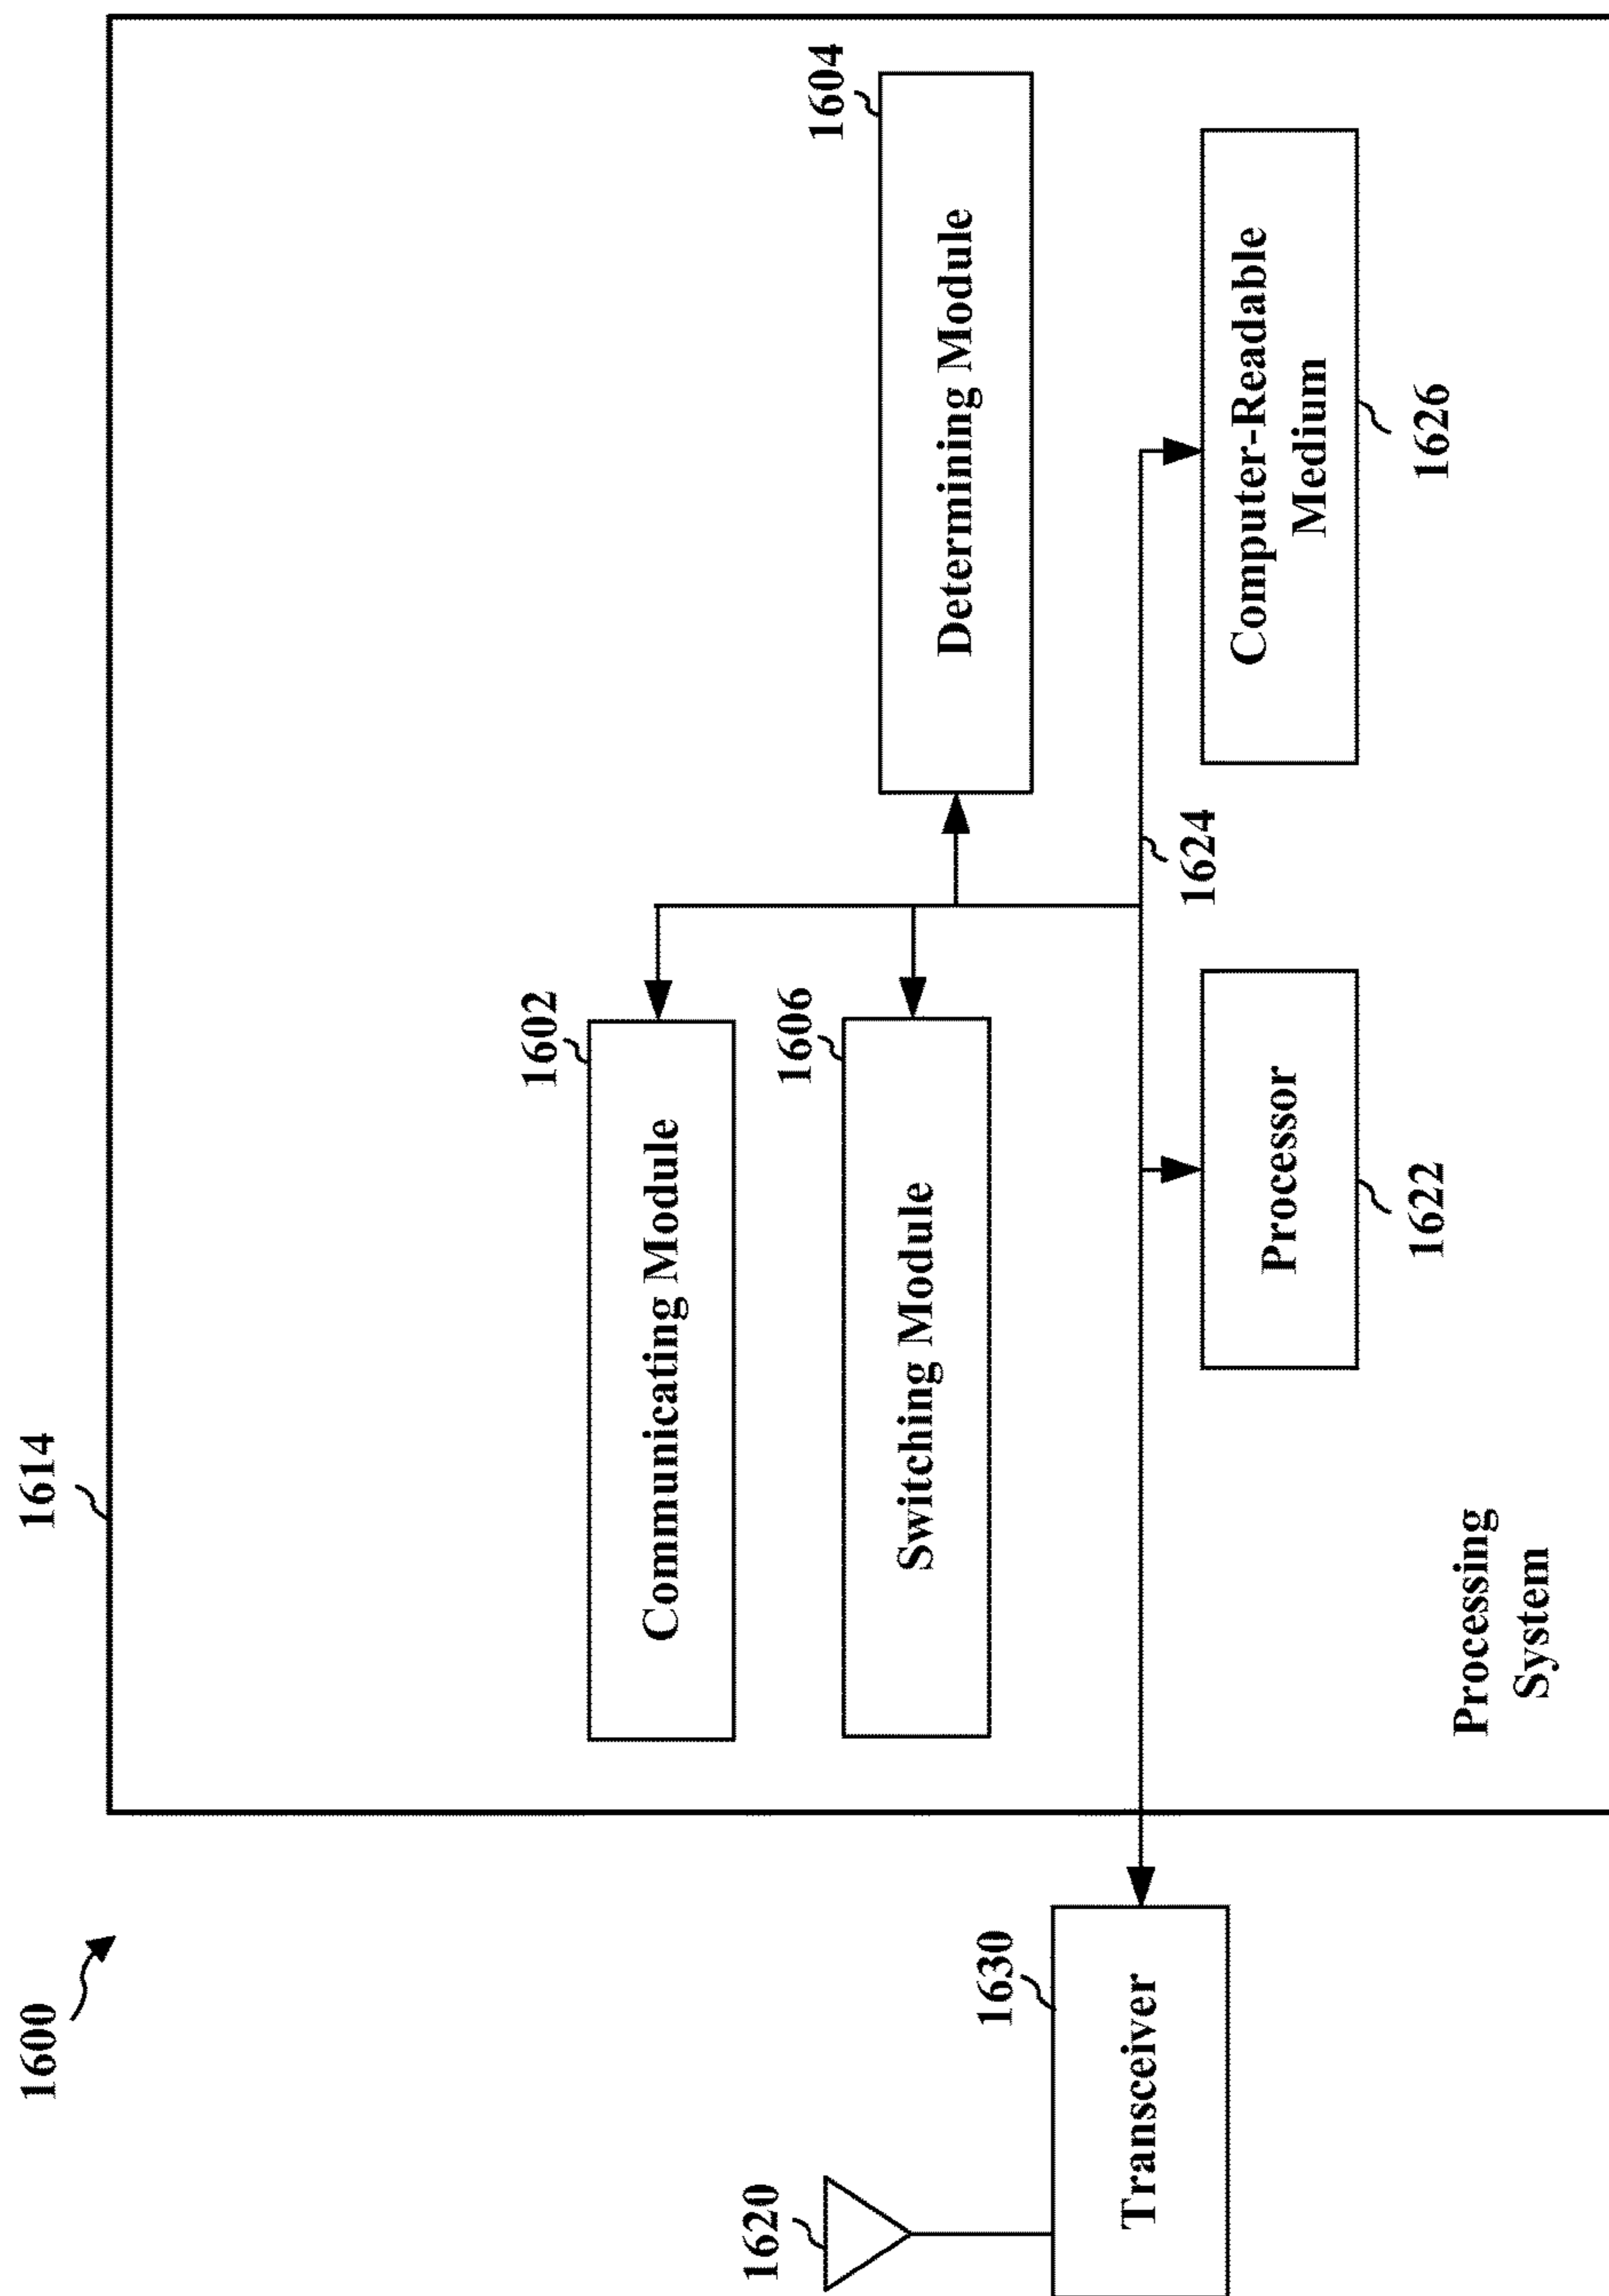 1600
1614
1602
Communicating Module
1606
Switching Module
1604
Determining Module
1620
1630
Transceiver
1624
Processor
1622
Computer-Readable
Medium
1626
Processing
System